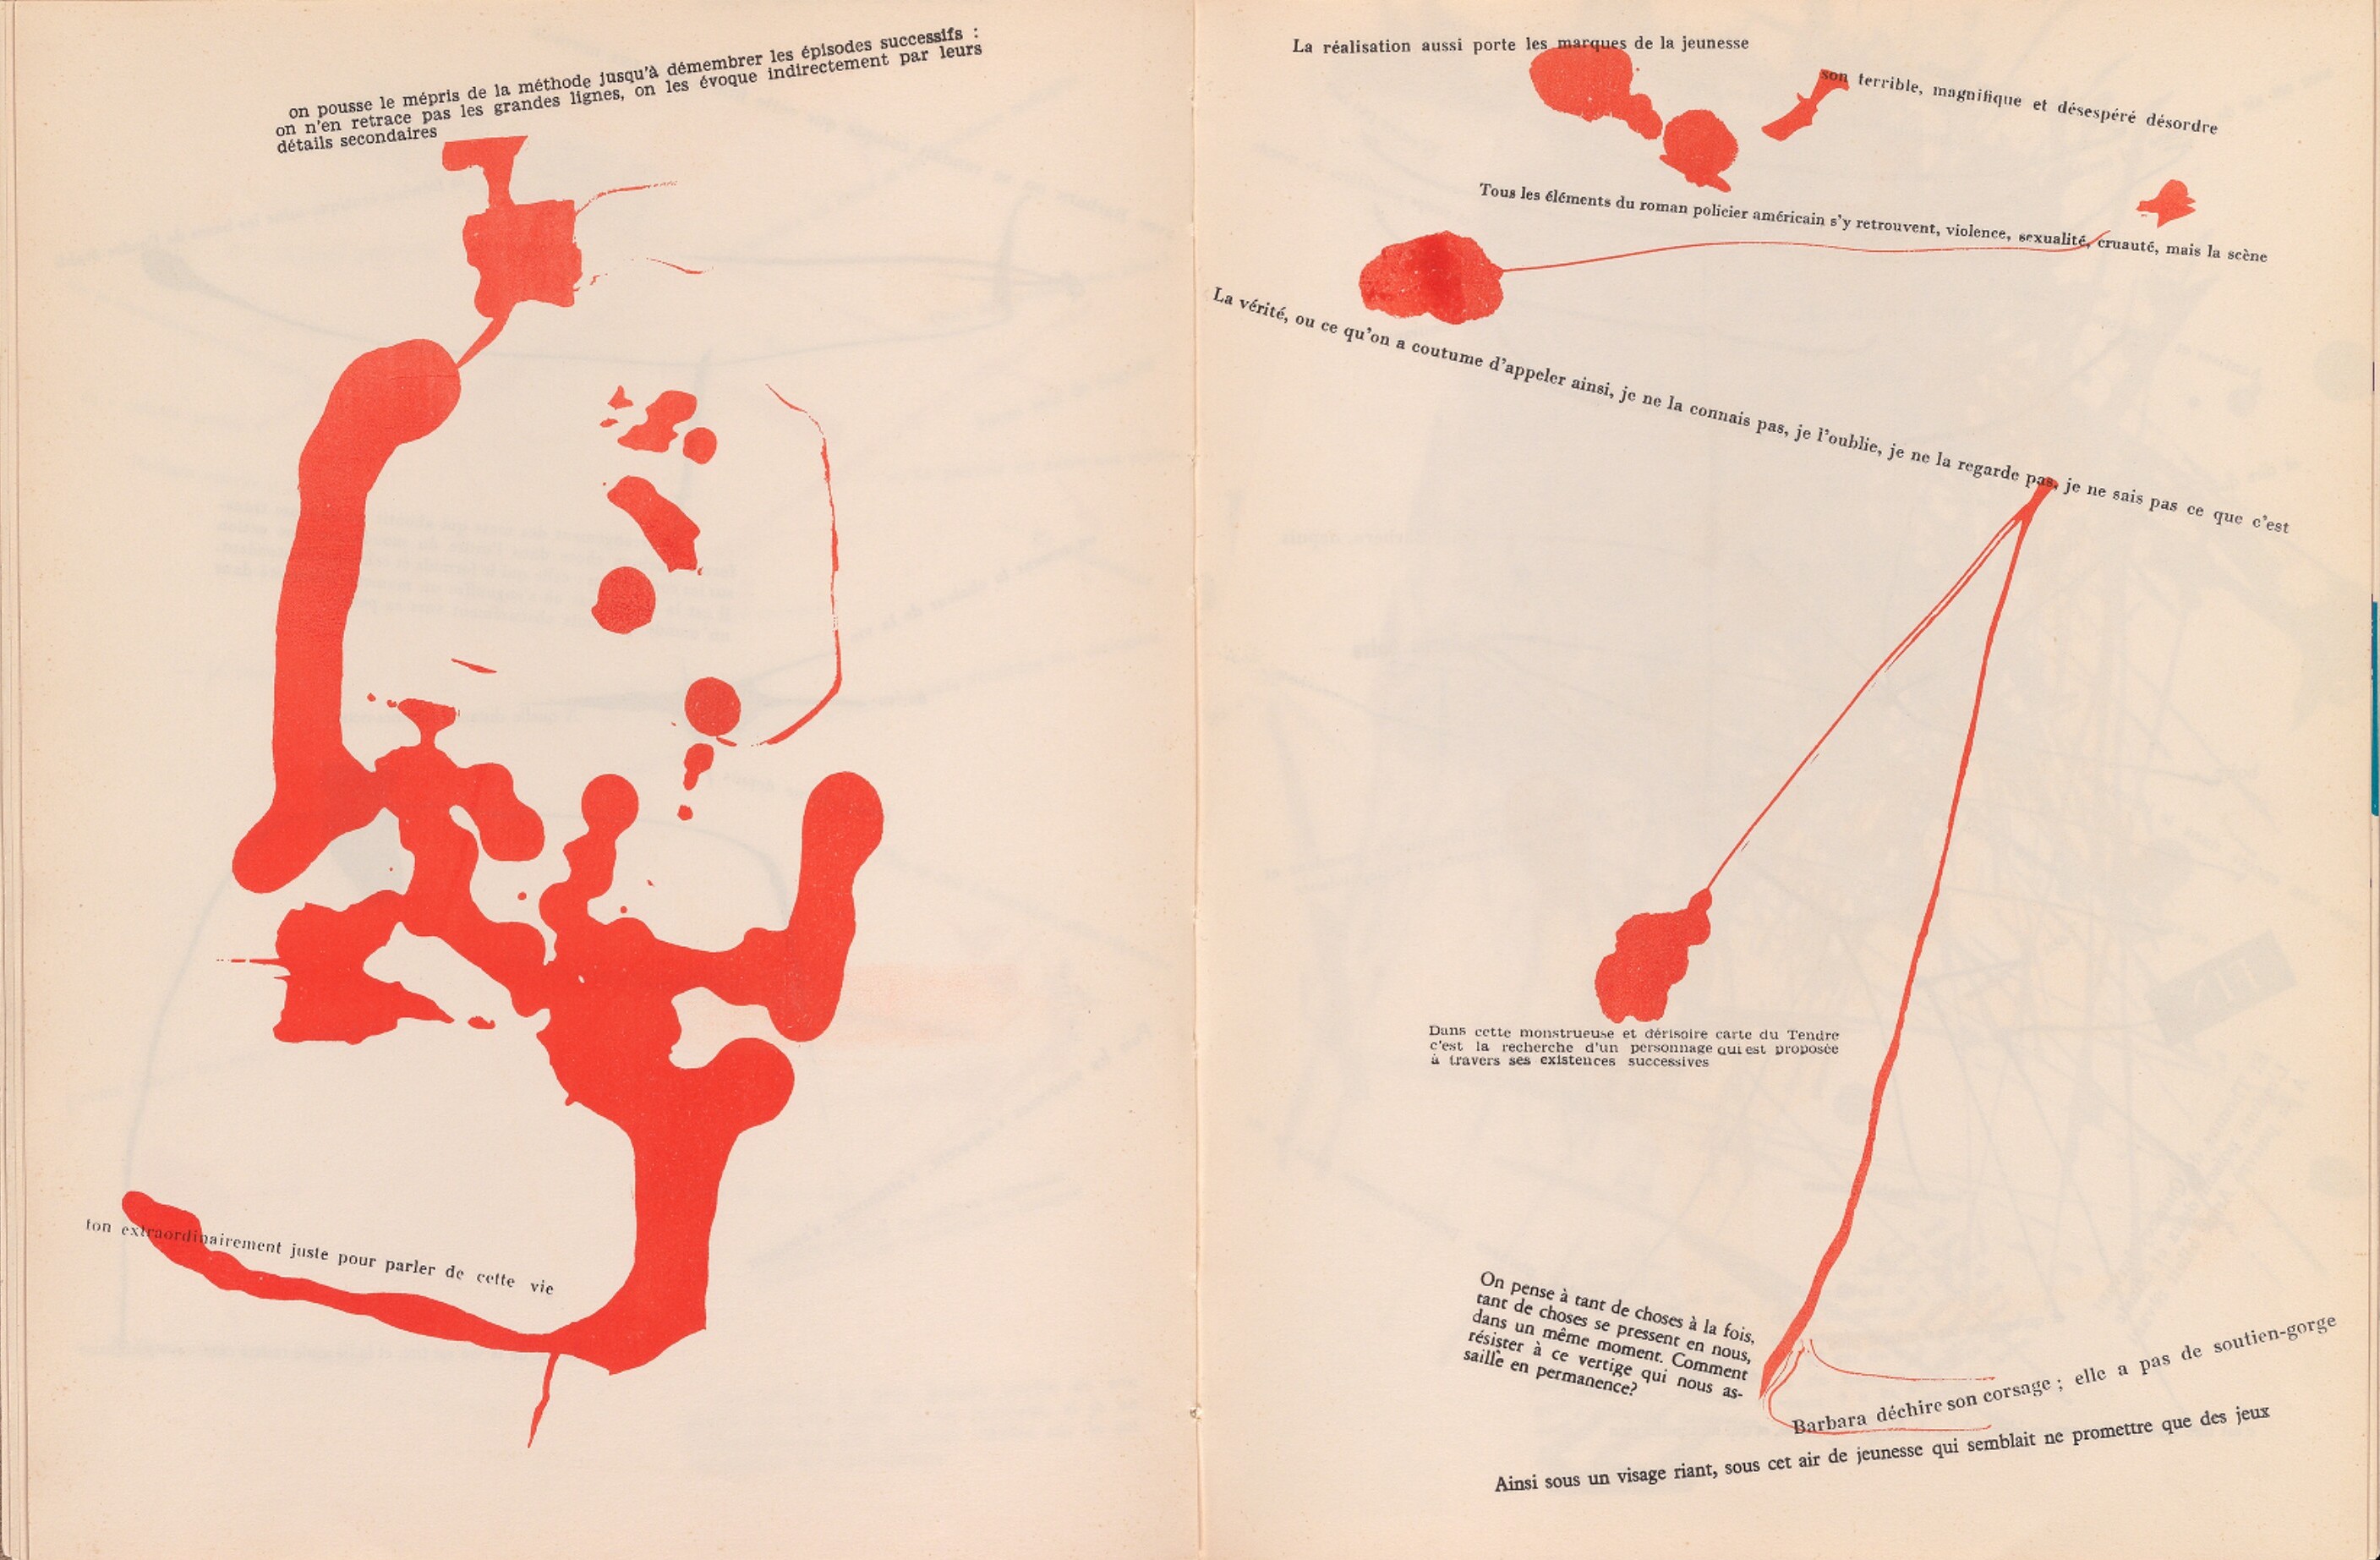 on pousse le mépris de la méthode jusqu'à démembrer les épisodes successifs :
on n'en retrace pas les grandes lignes, on les évoque indirectement par leurs
détails secondaires
ton extraordinairement juste pour parler de cette vie
La réalisation aussi porte les marques de la jeunesse
son terrible, magnifique et désespéré désordre
Tous les éléments du roman policier américain s'y retrouvent, violence, sexualité, cruauté, mais la scène
La vérité, ou ce qu'on a coutume d'appeler ainsi, je ne la connais pas, je l'oublie, je ne la regarde pas, je ne sais pas ce que c'est
Dans cette monstrueuse et dérisoire carte du Tendre
c'est la recherche d'un personnage qui est proposée
à travers ses existences successives
On pense à tant de choses à la fois,
tant de choses se pressent en nous,
dans un même moment. Comment
résister à ce vertige qui nous as-
saille en permanence?
Barbara déchire son corsage ; elle a pas de soutien-gorge
Ainsi sous un visage riant, sous cet air de jeunesse qui semblait ne promettre que des jeux